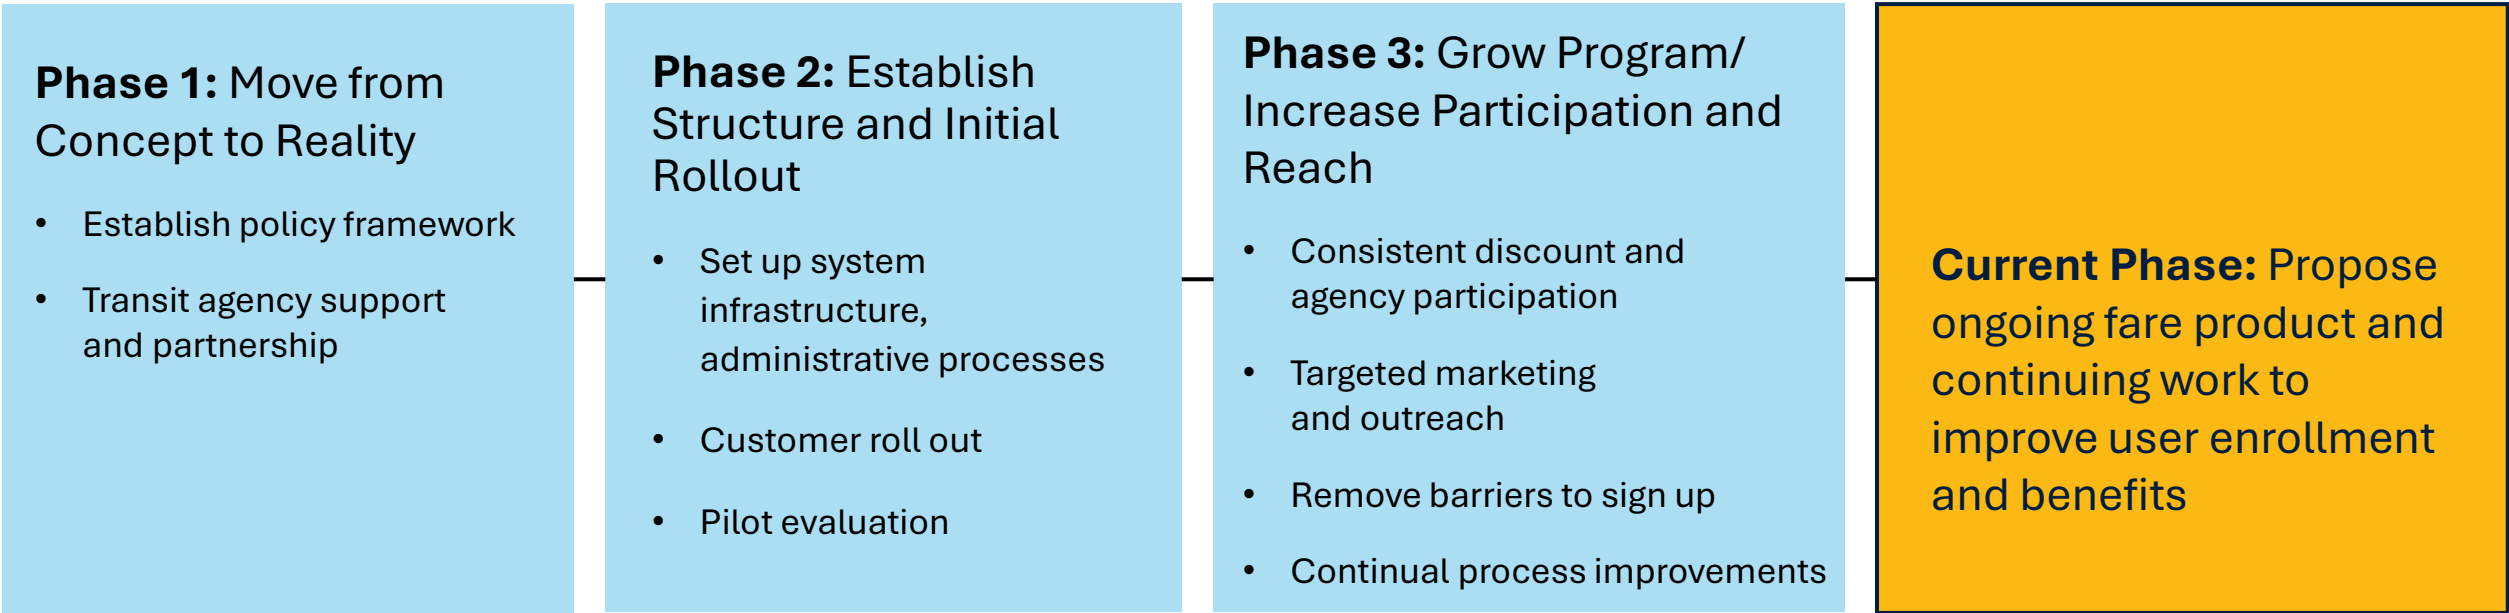 Phase 1: Move from
Concept to Reality
• Establish policy framework
• Transit agency support
and partnership
Phase 2: Establish
Structure and Initial
Rollout
• Set up system
infrastructure,
administrative processes
• Customer roll out
• Pilot evaluation
Phase 3: Grow Program/
Increase Participation and
Reach
• Consistent discount and
agency participation
• Targeted marketing
and outreach
• Remove barriers to sign up
• Continual process improvements
Current Phase: Propose
ongoing fare product and
continuing work to
improve user enrollment
and benefits